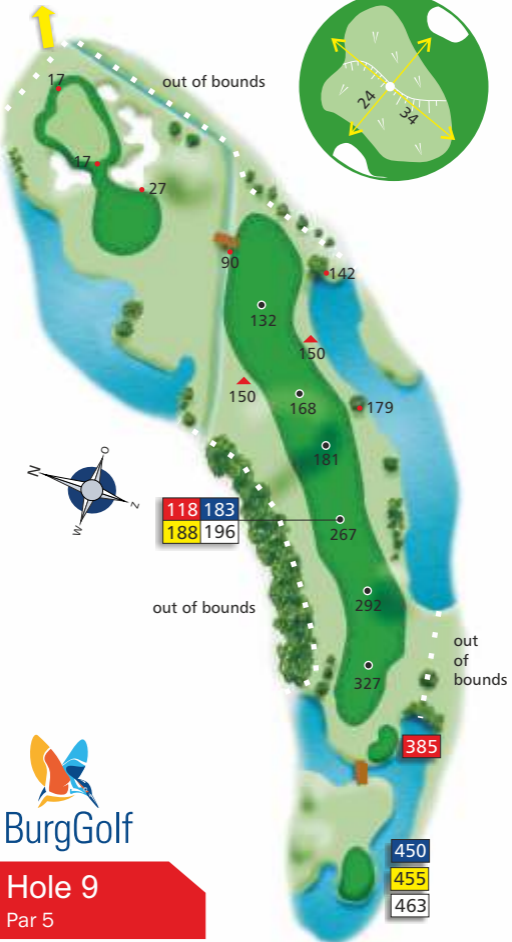 out of bounds
17
24
34
17
27
90
142
132
150
150
168
179
181
N
O
W
Z
118 183
188 196
267
out of bounds
292
out
of
bounds
327
385
BurgGolf
450
455
463
Hole 9
Par 5